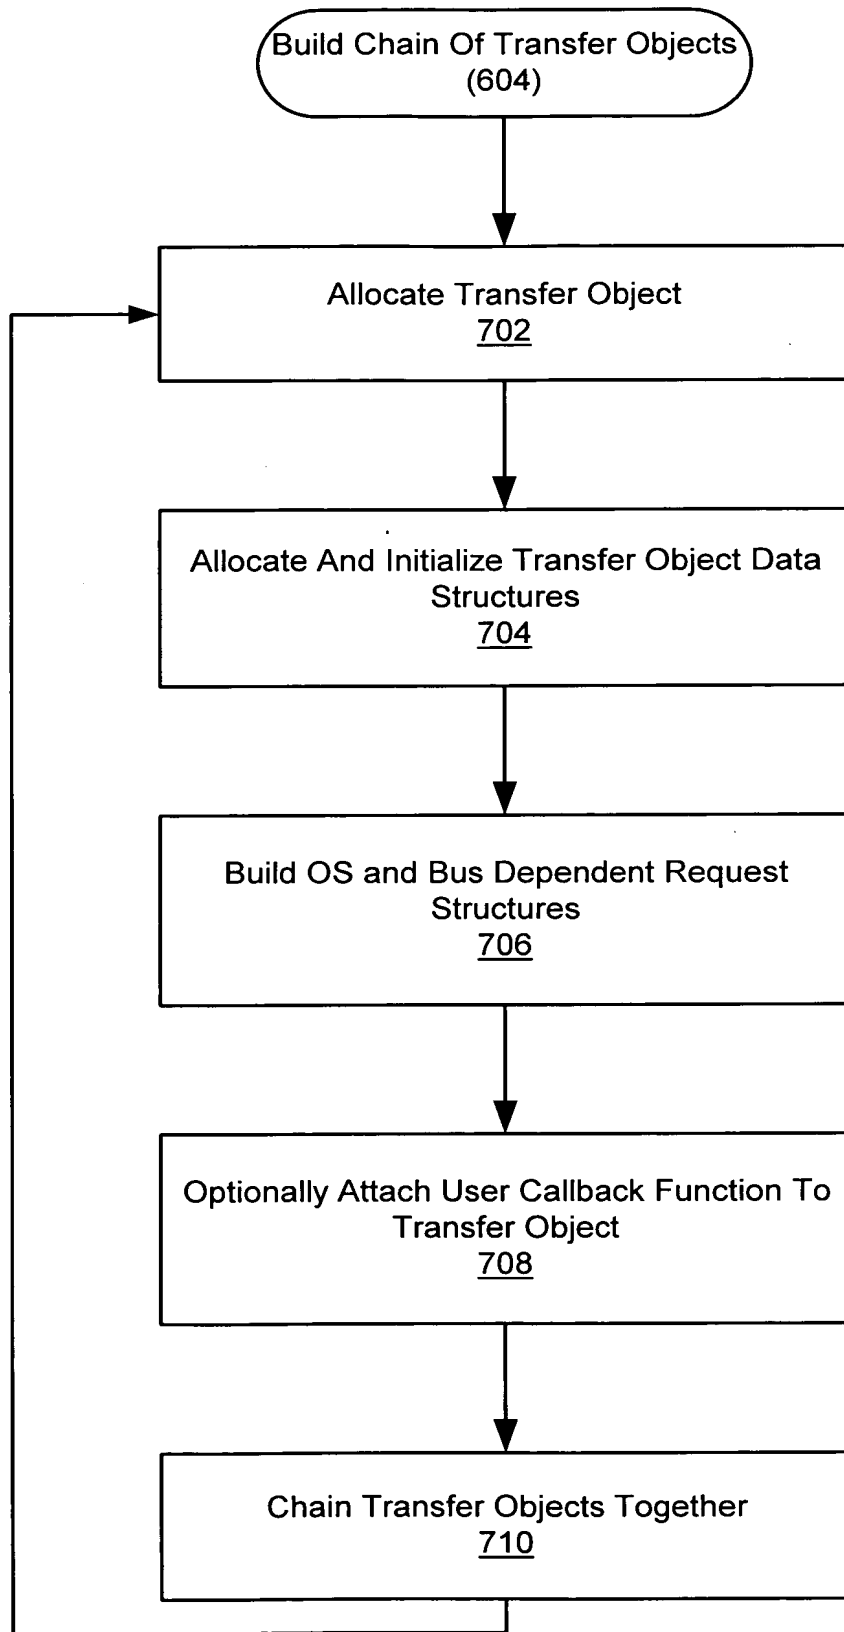 Build Chain Of Transfer Objects
(604)
Allocate Transfer Object
702
Allocate And Initialize Transfer Object Data
Structures
704
Build OS and Bus Dependent Request
Structures
706
Optionally Attach User Callback Function To
Transfer Object
708
Chain Transfer Objects Together
710